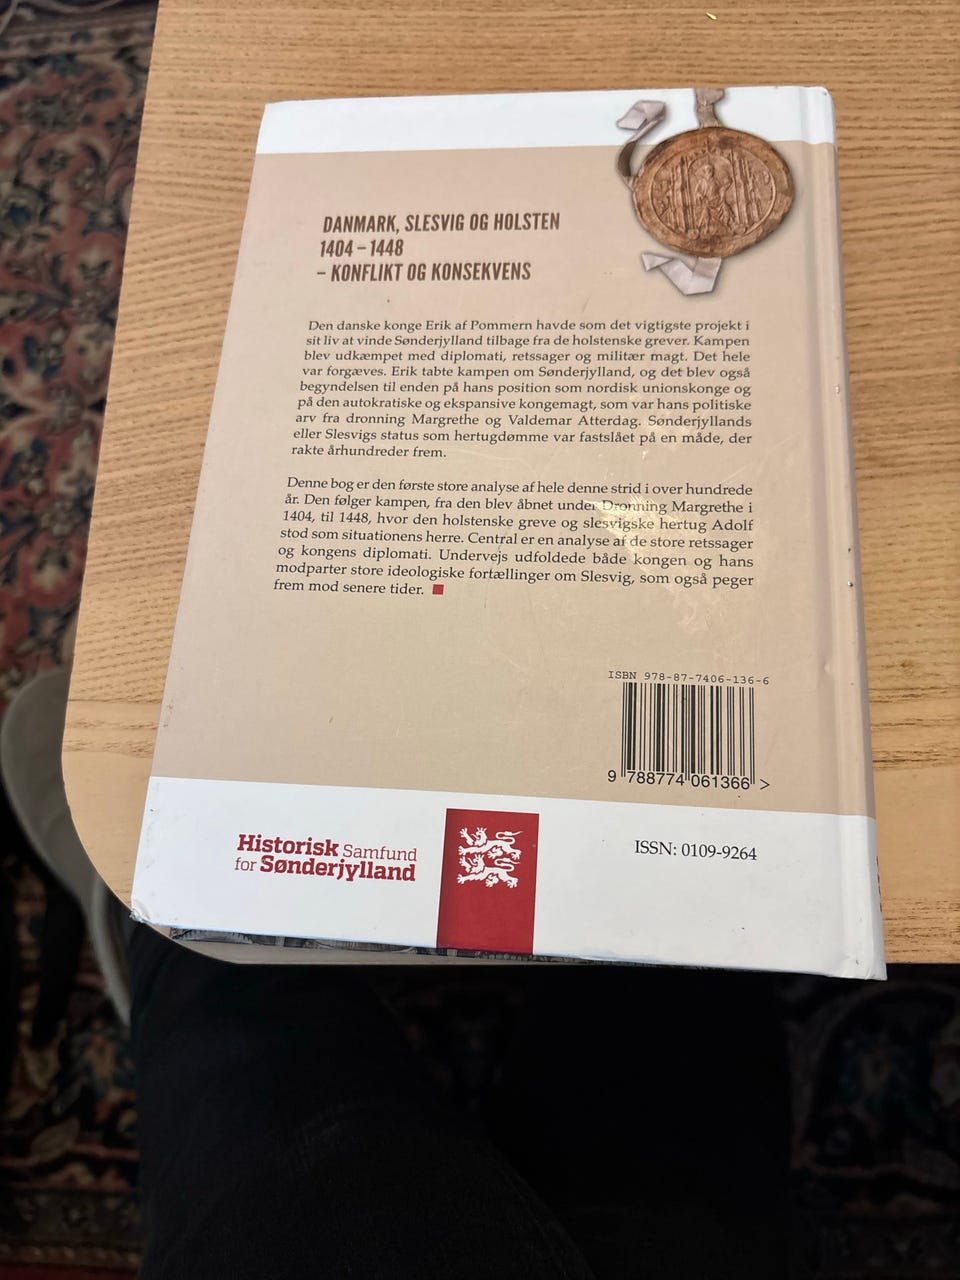 DANMARK, SLESVIG OG HOLSTEN
1404 – 1448
– KONFLIKT OG KONSEKVENS
Den danske konge Erik af Pommern havde som det vigtigste projekt i
sit liv at vinde Sønderjylland tilbage fra de holstenske grever. Kampen
blev udkæmpet med diplomati, retssager og militær magt. Det hele
var forgæves. Erik tabte kampen om Sønderjylland, og det blev også
begyndelsen til enden på hans position som nordisk unionskonge og
på den autokratiske og ekspansive kongemagt, som var hans politiske
arv fra dronning Margrethe og Valdemar Atterdag. Sønderjyllands
eller Slesvigs status som hertugdømme var fastslået på en måde, der
rakte århundreder frem.
Denne bog er den første store analyse af hele denne strid i over hundrede
år. Den følger kampen, fra den blev åbnet under Dronning Margrethe i
1404, til 1448, hvor den holstenske greve og slesvigske hertug Adolf
stod som situationens herre. Central er en analyse af de store retssager
og kongens diplomati. Undervejs udfoldede både kongen og hans
modparter store ideologiske fortællinger om Slesvig, som også peger
frem mod senere tider.
ISBN 978-87-7406-136-6
9 788774 061366 >
Historisk Samfund
for Sønderjylland
ISSN: 0109-9264